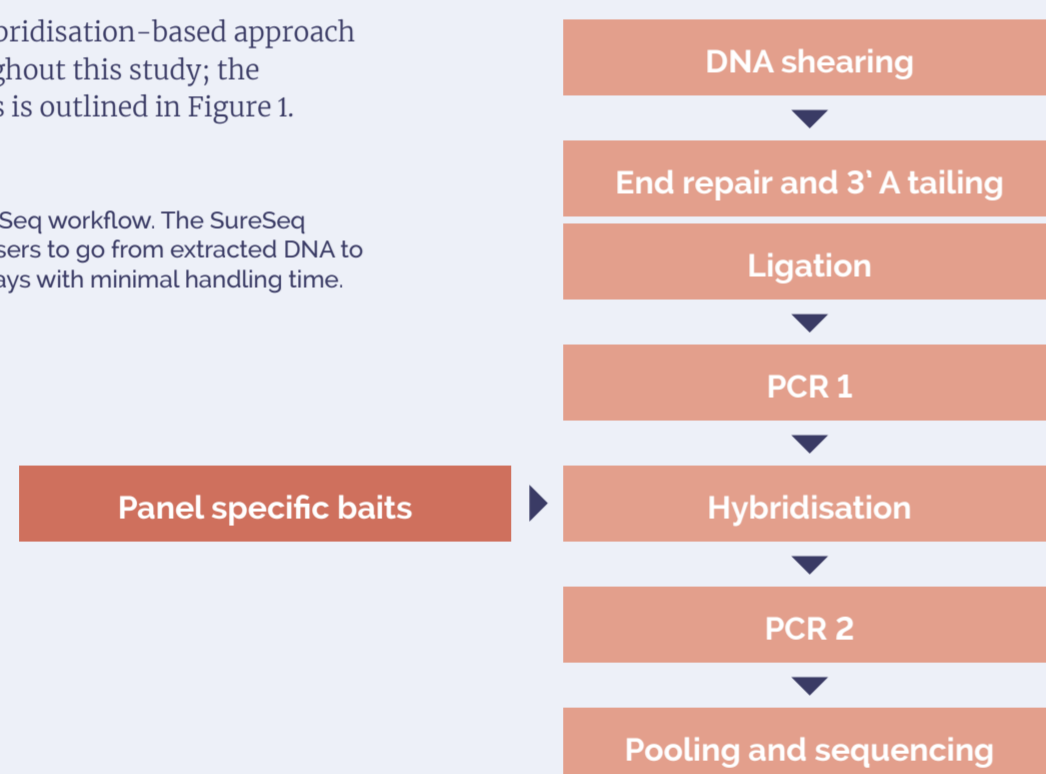 bridisation-based approach
ghout this study; the
s is outlined in Figure 1.
Seq workflow. The SureSeq
sers to go from extracted DNA to
ays with minimal handling time.
DNA shearing
End repair and 3' A tailing
Ligation
PCR 1
Panel specific baits
Hybridisation
PCR 2
Pooling and sequencing